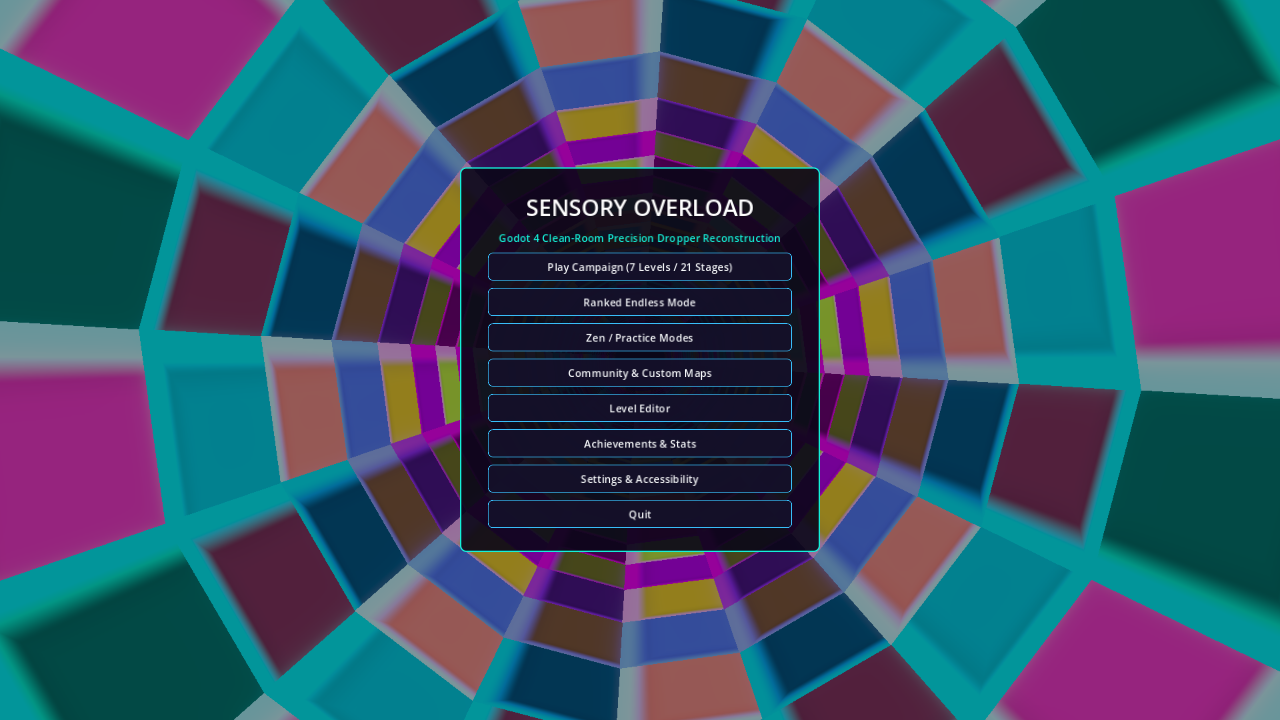 SENSORY OVERLOAD
Godot 4 Clean-Room Precision Dropper Reconstruction
Play Campaign (7 Levels / 21 Stages)
Ranked Endless Mode
Zen / Practice Modes
Community & Custom Maps
Level Editor
Achievements & Stats
Settings & Accessibility
Quit